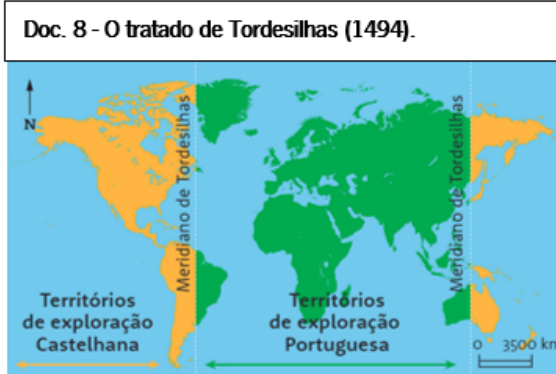 Doc. 8 - O tratado de Tordesilhas (1494).
N
Meridiano de Tordesilhas
Meridiano de Tordesilhas
Territórios
de exploração
Castelhana
Territórios
de exploração
Portuguesa
0 3500 km